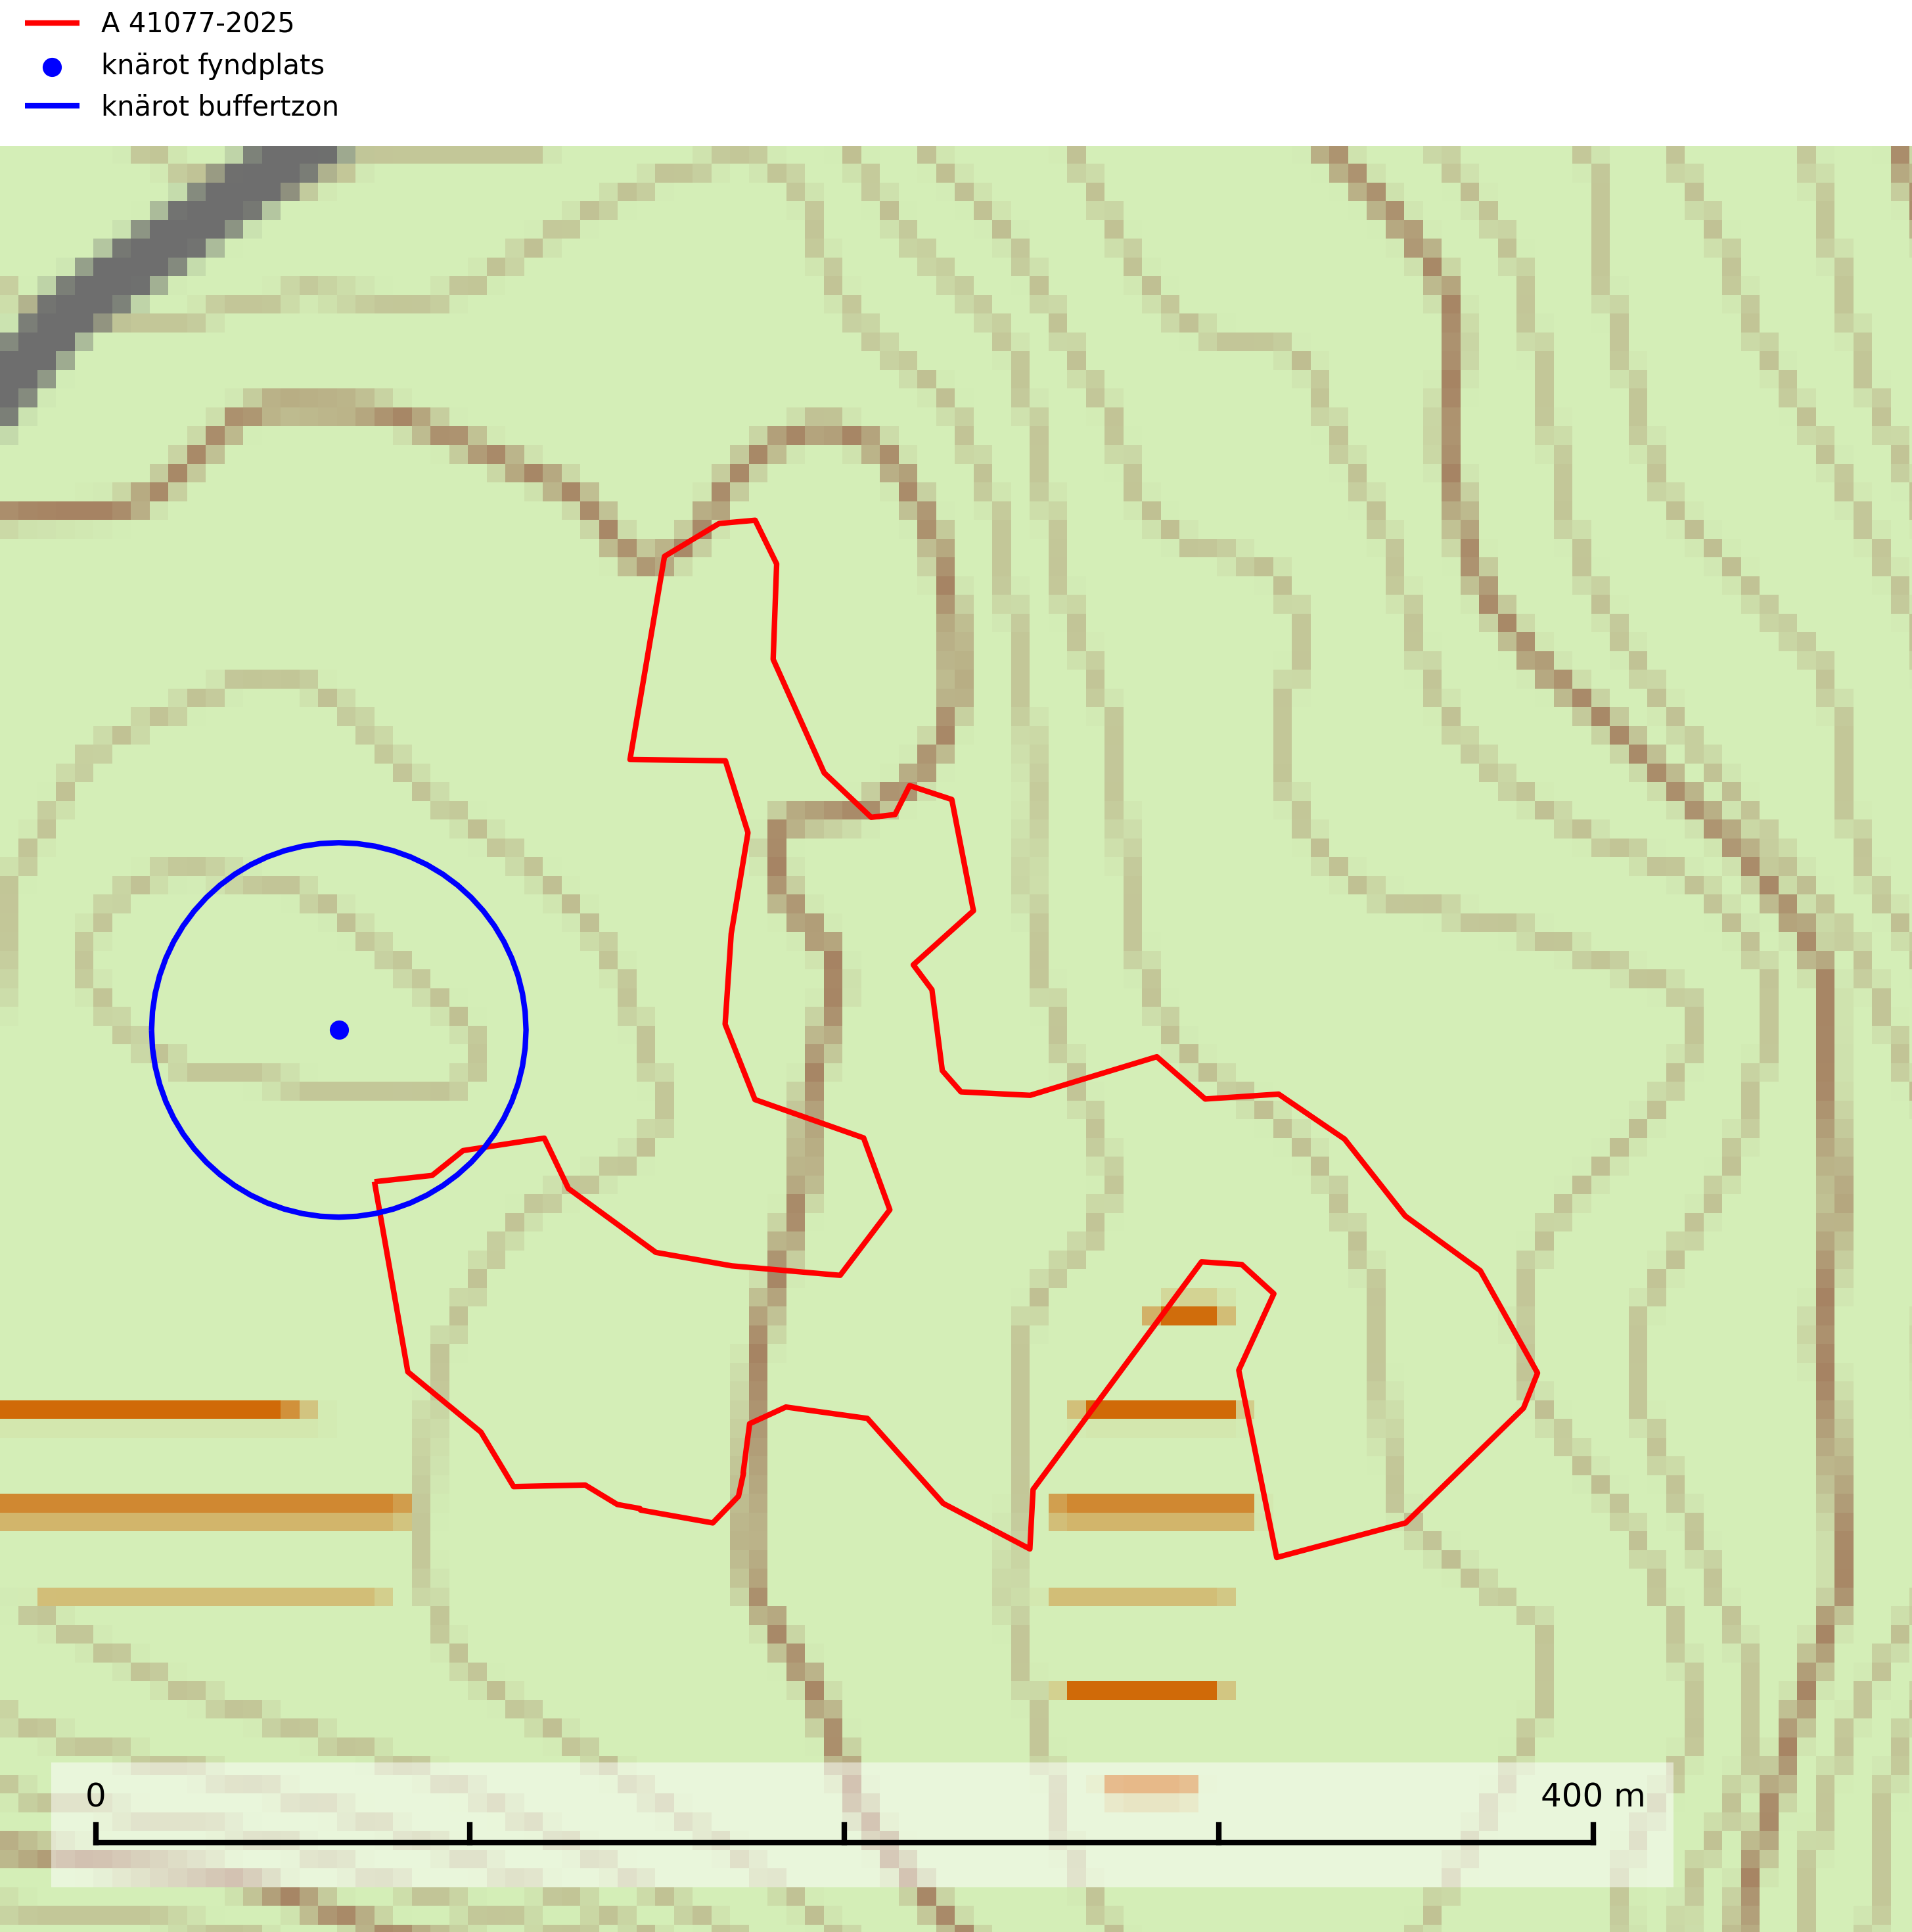 A 41077-2025
knärot fyndplats
knärot buffertzon
0
400 m